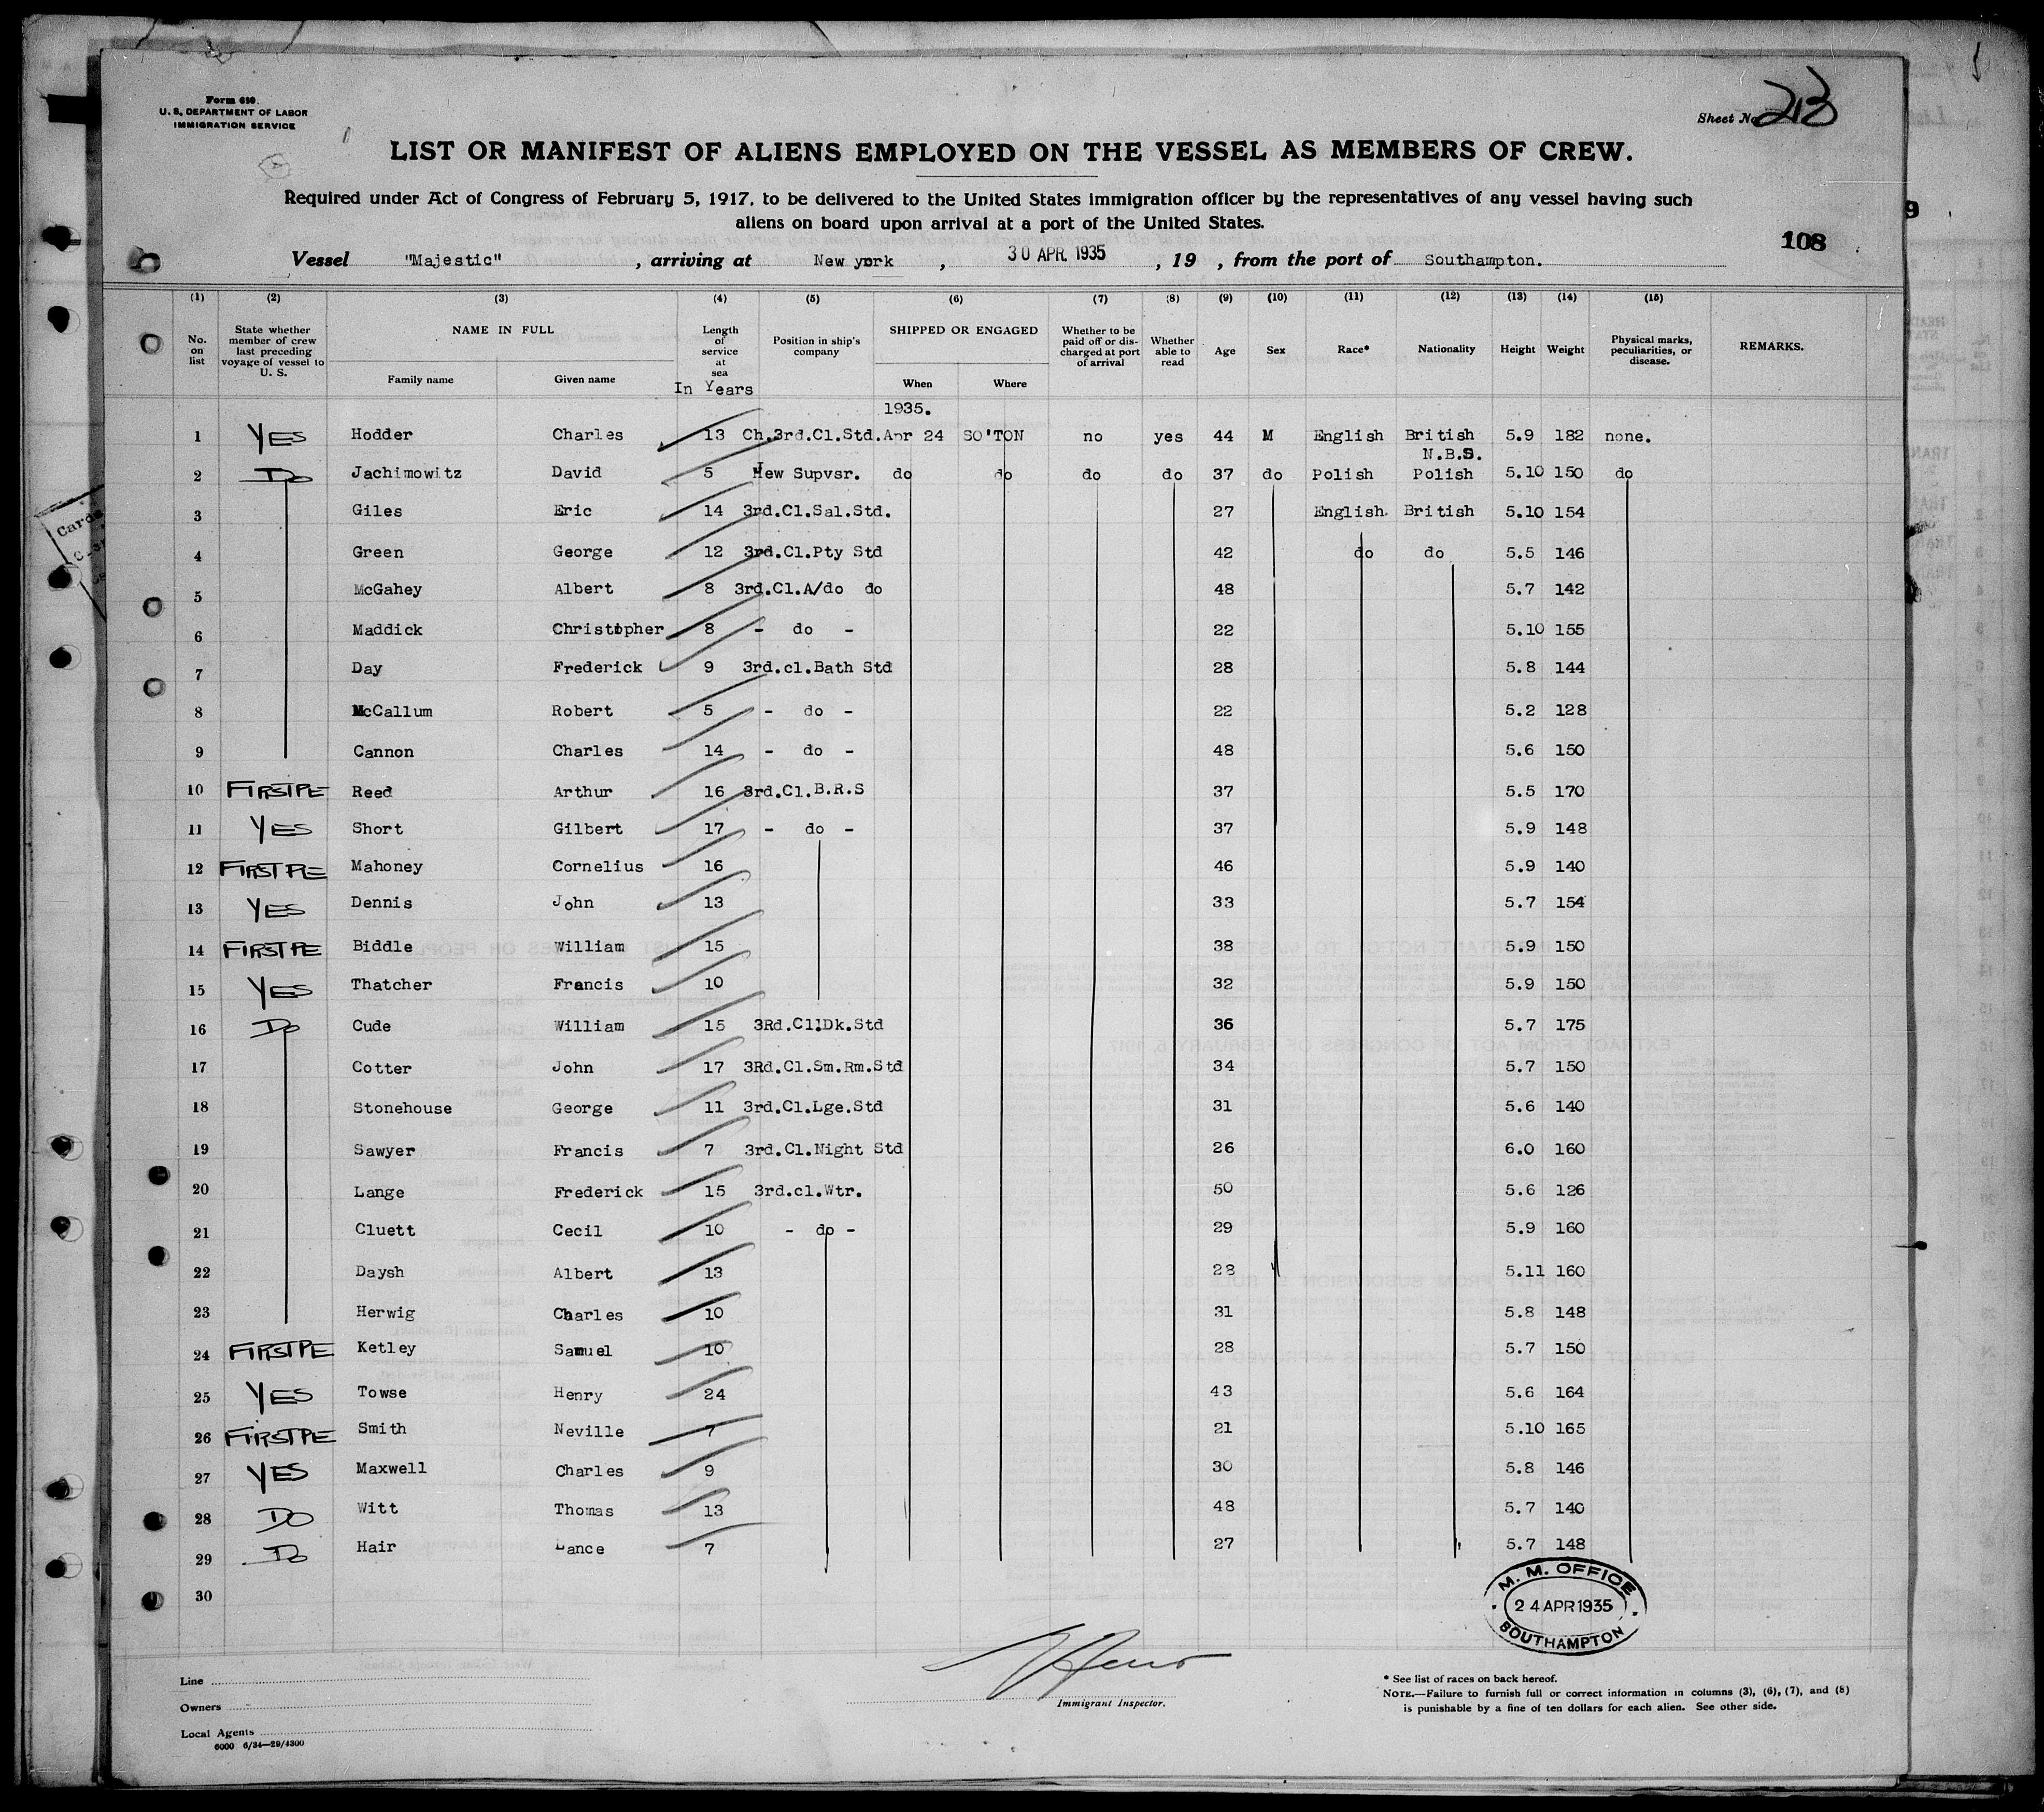 Form 680.
U. S. DEPARTMENT OF LABOR
IMMIGRATION SERVICE
Sheet No. 213
LIST OR MANIFEST OF ALIENS EMPLOYED ON THE VESSEL AS MEMBERS OF CREW.
Required under Act of Congress of February 5, 1917, to be delivered to the United States immigration officer by the representatives of any vessel having such
aliens on board upon arrival at a port of the United States.
108
Vessel "Majestic", arriving at New york, 30 APR. 1935, 19 , from the port of Southampton.
(1) (2) (3) (4) (5) (6) (7) (8) (9) (10) (11) (12) (13) (14) (15)
No. on list State whether member of crew last preceding voyage of vessel to U. S. NAME IN FULL Family name Given name Length of service at sea In Years Position in ship's company SHIPPED OR ENGAGED When Where Whether to be paid off or discharged at port of arrival Whether able to read Age Sex Race* Nationality Height Weight Physical marks, peculiarities, or disease. REMARKS.
1935.
1 YES Hodder Charles 13 Ch.3rd.Cl.Std. Apr 24 SO'TON no yes 44 M English British 5.9 182 none.
N.B.S.
2 Do Jachimowitz David 5 Jew Supvsr. do do do do 37 do Polish Polish 5.10 150 do
3 Giles Eric 14 3rd.Cl.Sal.Std. 27 English British 5.10 154
4 Green George 12 3rd.Cl.Pty Std 42 do do 5.5 146
5 McGahey Albert 8 3rd.Cl.A/do do 48 5.7 142
6 Maddick Christopher 8 - do - 22 5.10 155
7 Day Frederick 9 3rd.cl.Bath Std 28 5.8 144
8 McCallum Robert 5 - do - 22 5.2 128
9 Cannon Charles 14 - do - 48 5.6 150
10 FIRSTPE Reed Arthur 16 3rd.Cl.B.R.S 37 5.5 170
11 YES Short Gilbert 17 - do - 37 5.9 148
12 FIRSTPE Mahoney Cornelius 16 46 5.9 140
13 YES Dennis John 13 33 5.7 154
14 FIRSTPE Biddle William 15 38 5.9 150
15 YES Thatcher Francis 10 32 5.9 150
16 Do Cude William 15 3Rd.Cl.Dk.Std 36 5.7 175
17 Cotter John 17 3Rd.Cl.Sm.Rm.Std 34 5.7 150
18 Stonehouse George 11 3rd.Cl.Lge.Std 31 5.6 140
19 Sawyer Francis 7 3rd.Cl.Night Std 26 6.0 160
20 Lange Frederick 15 3rd.cl.Wtr. 50 5.6 126
21 Cluett Cecil 10 - do - 29 5.9 160
22 Daysh Albert 13 28 5.11 160
23 Herwig Charles 10 31 5.8 148
24 FIRSTPE Ketley Samuel 10 28 5.7 150
25 YES Towse Henry 24 43 5.6 164
26 FIRSTPE Smith Neville 7 21 5.10 165
27 YES Maxwell Charles 9 30 5.8 146
28 DO Witt Thomas 13 48 5.7 140
29 Do Hair Lance 7 27 5.7 148
30
M. M. OFFICE
24 APR 1935
SOUTHAMPTON
Line
Owners
Local Agents
6000 6/34—29/4300
Immigrant Inspector.
* See list of races on back hereof.
NOTE.—Failure to furnish full or correct information in columns (3), (6), (7), and (8)
is punishable by a fine of ten dollars for each alien. See other side.